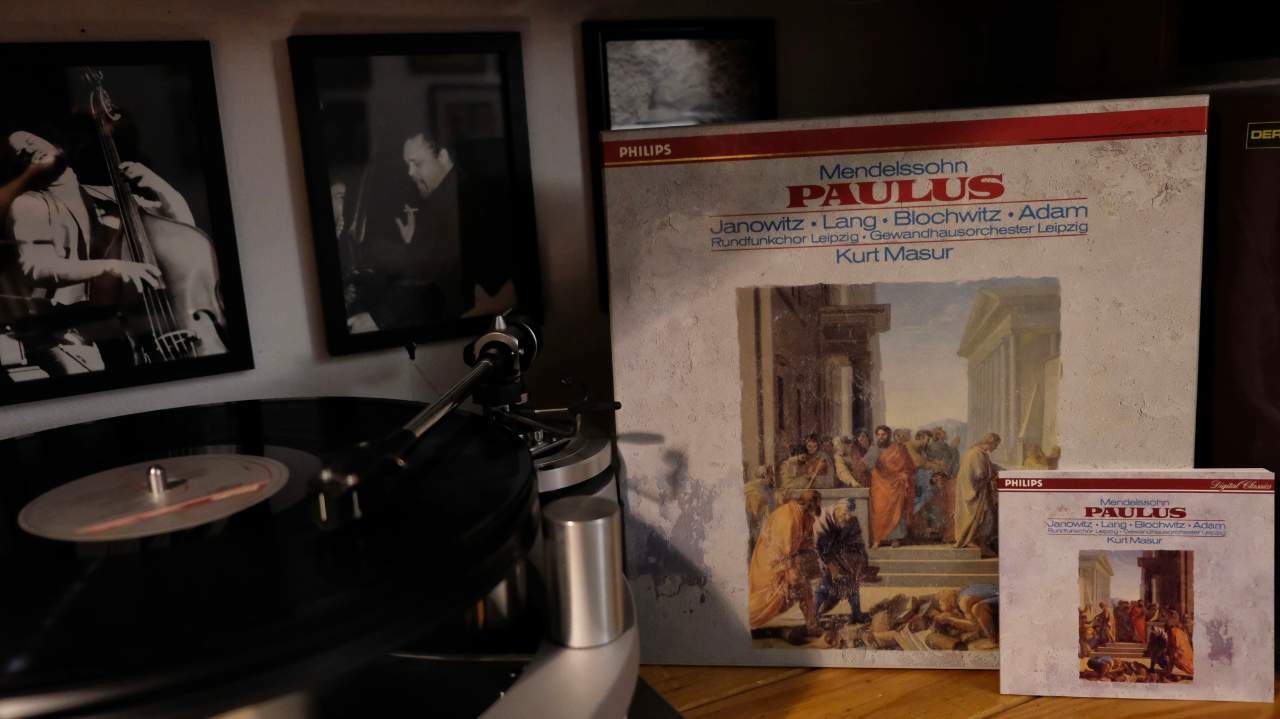 PHILIPS
Mendelssohn
PAULUS
Janowitz • Lang • Blochwitz • Adam
Rundfunkchor Leipzig • Gewandhausorchester Leipzig
Kurt Masur
DER
PHILIPS
Digital Classics
Mendelssohn
PAULUS
Janowitz • Lang • Blochwitz • Adam
Rundfunkchor Leipzig • Gewandhausorchester Leipzig
Kurt Masur